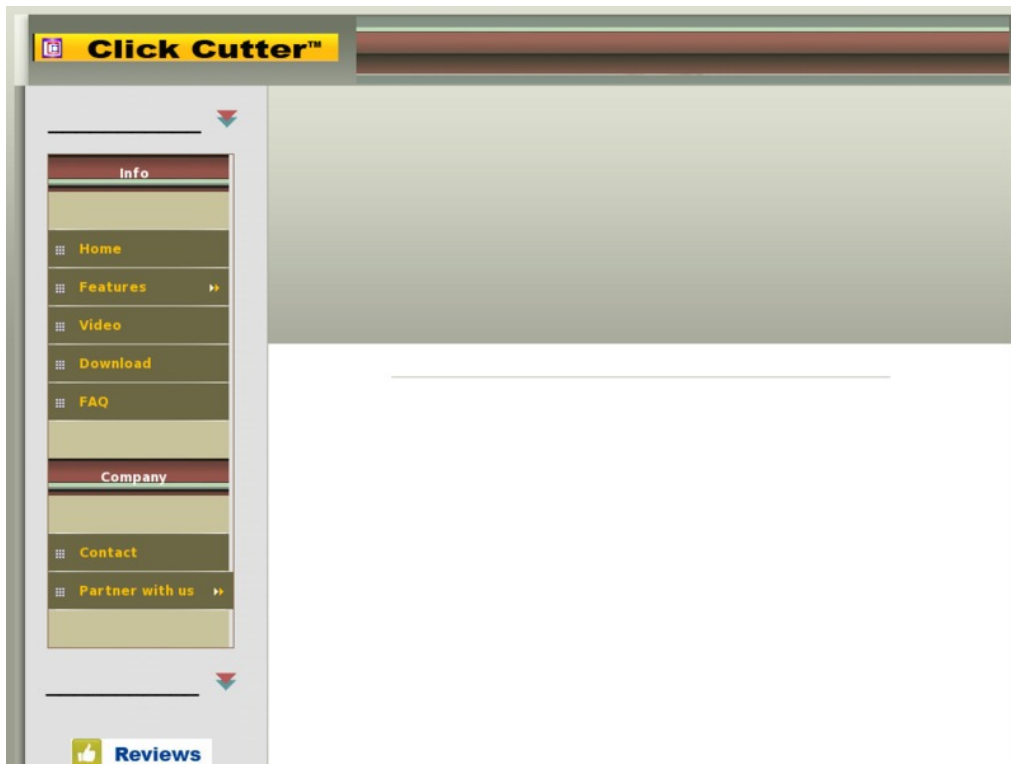 Click Cutter™
Info
Home
Features
Video
Download
FAQ
Company
Contact
Partner with us
Reviews